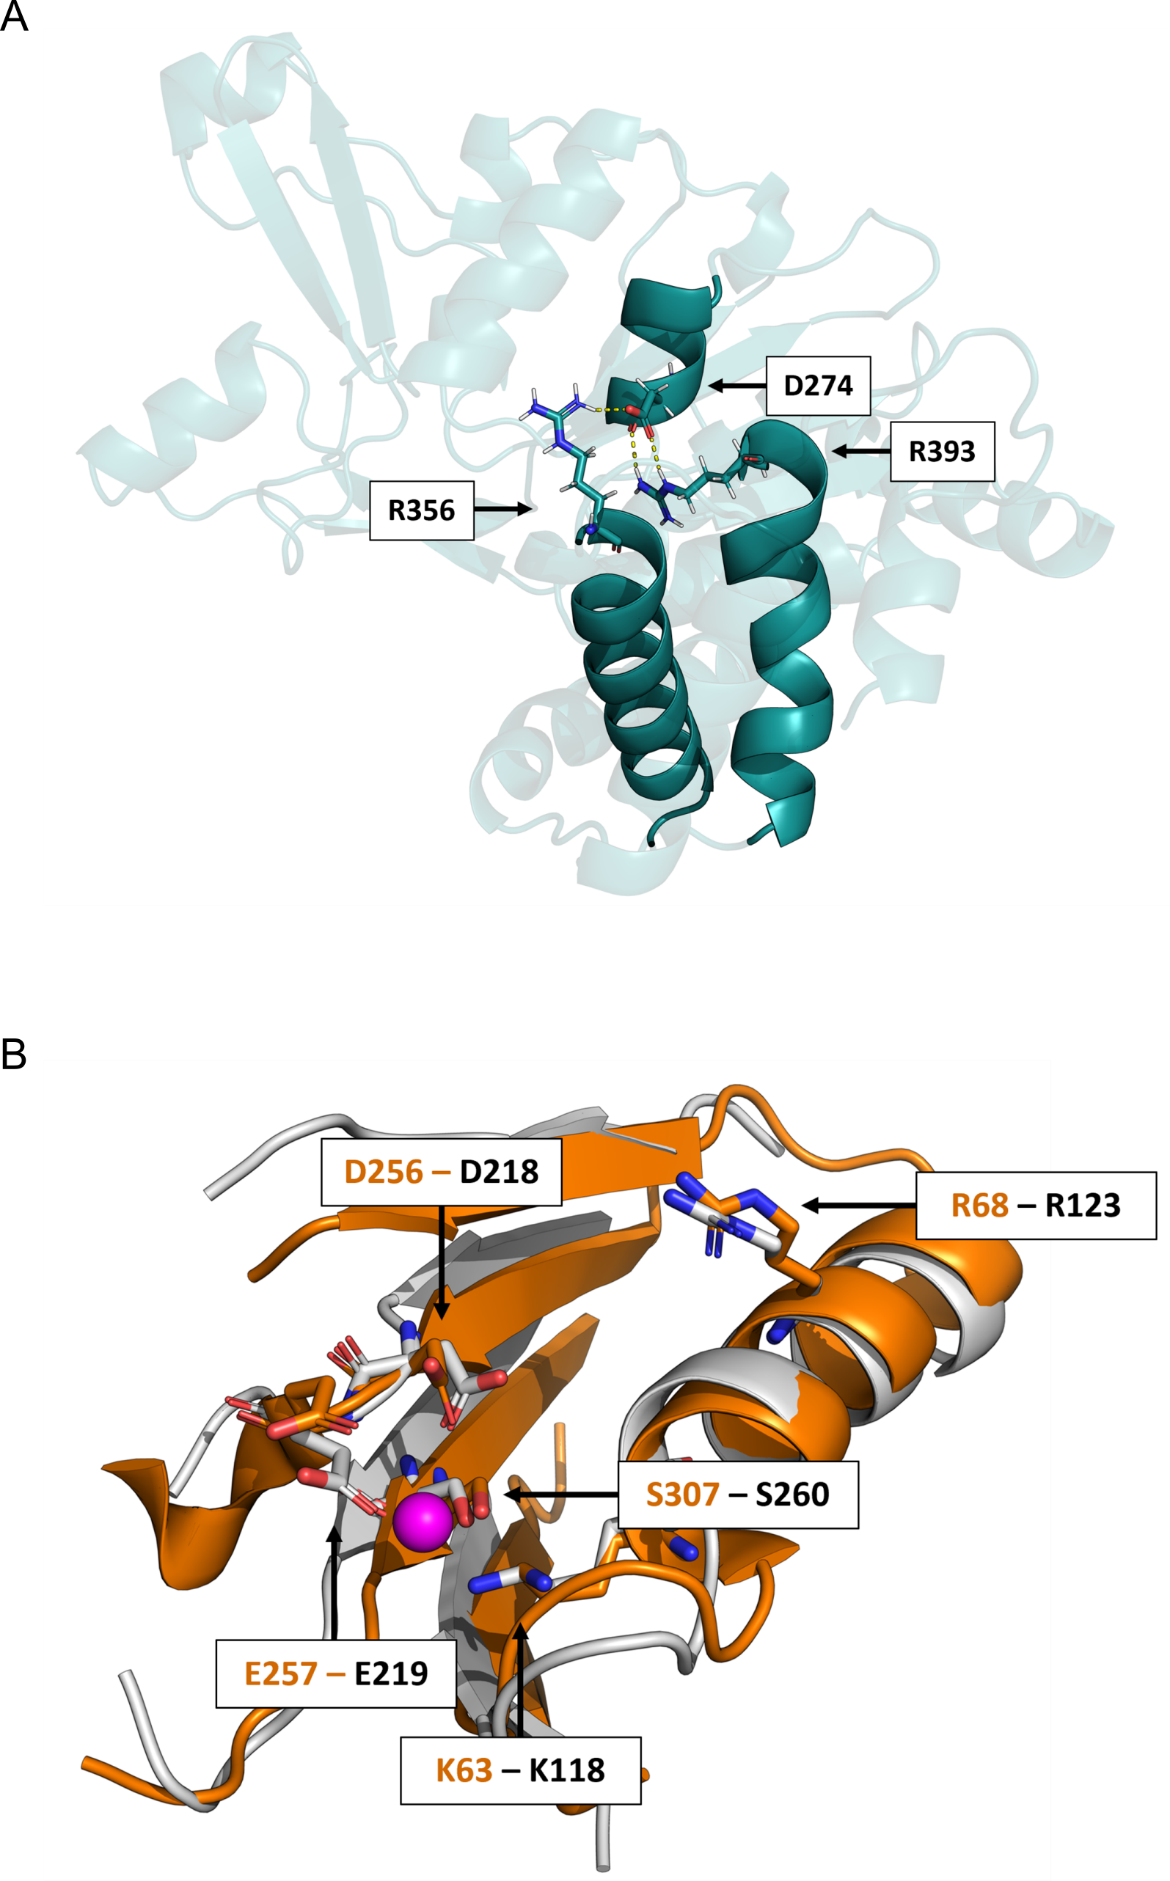 A
D274
R393
R356
B
D256 – D218
R68 – R123
S307 – S260
E257 – E219
K63 – K118